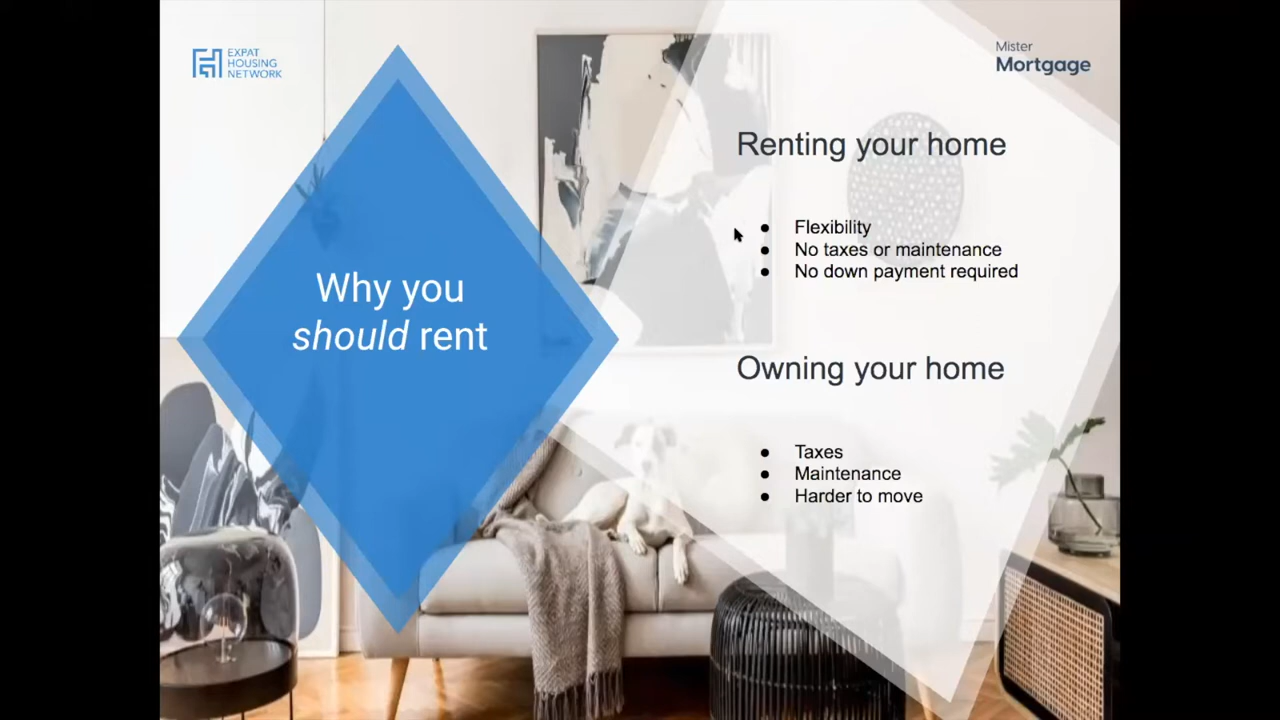 EXPAT
HOUSING
NETWORK
Mister
Mortgage
Why you
should rent
Renting your home
● Flexibility
● No taxes or maintenance
● No down payment required
Owning your home
● Taxes
● Maintenance
● Harder to move